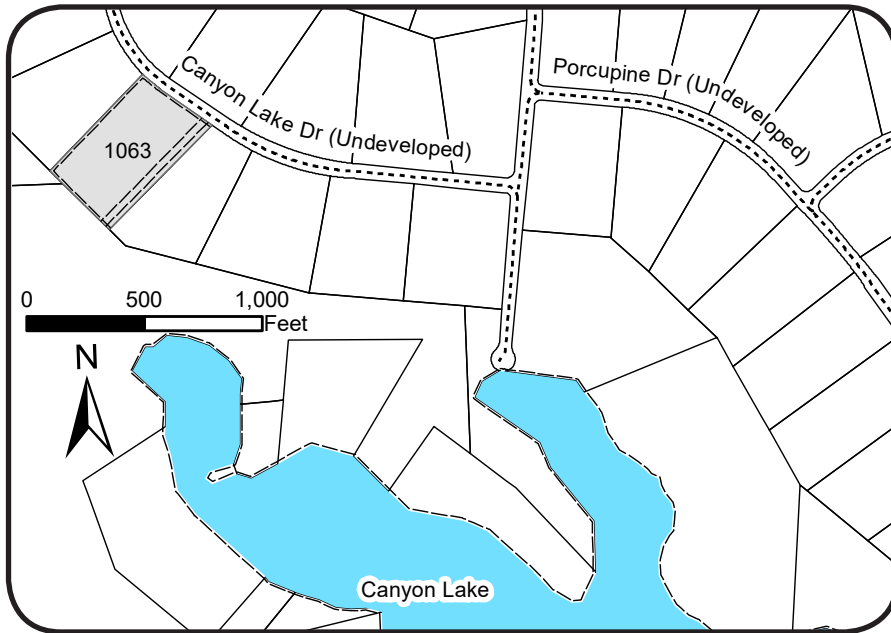 Canyon Lake Dr (Undeveloped)
Porcupine Dr (Undeveloped)
1063
0 500 1,000
Feet
N
Canyon Lake